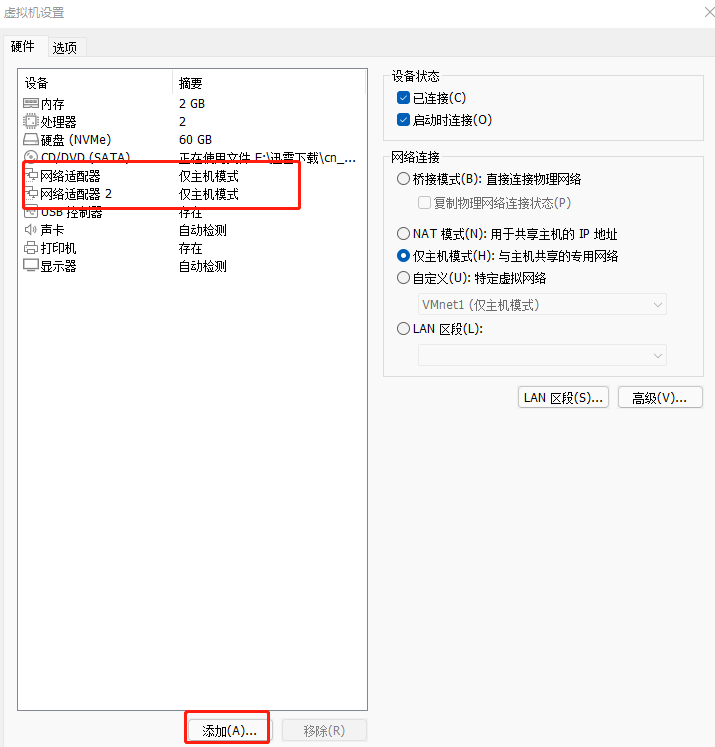 虚拟机设置
硬件 选项
设备 摘要
内存 2 GB
处理器 2
硬盘 (NVMe) 60 GB
CD/DVD (SATA) 正在使用文件 E:\迅雷下载\cn_...
网络适配器 仅主机模式
网络适配器 2 仅主机模式
USB 控制器 存在
声卡 自动检测
打印机 存在
显示器 自动检测
添加(A)... 移除(R)
设备状态
已连接(C)
启动时连接(O)
网络连接
桥接模式(B): 直接连接物理网络
复制物理网络连接状态(P)
NAT 模式(N): 用于共享主机的 IP 地址
仅主机模式(H): 与主机共享的专用网络
自定义(U): 特定虚拟网络
VMnet1 (仅主机模式)
LAN 区段(L):
LAN 区段(S)... 高级(V)...